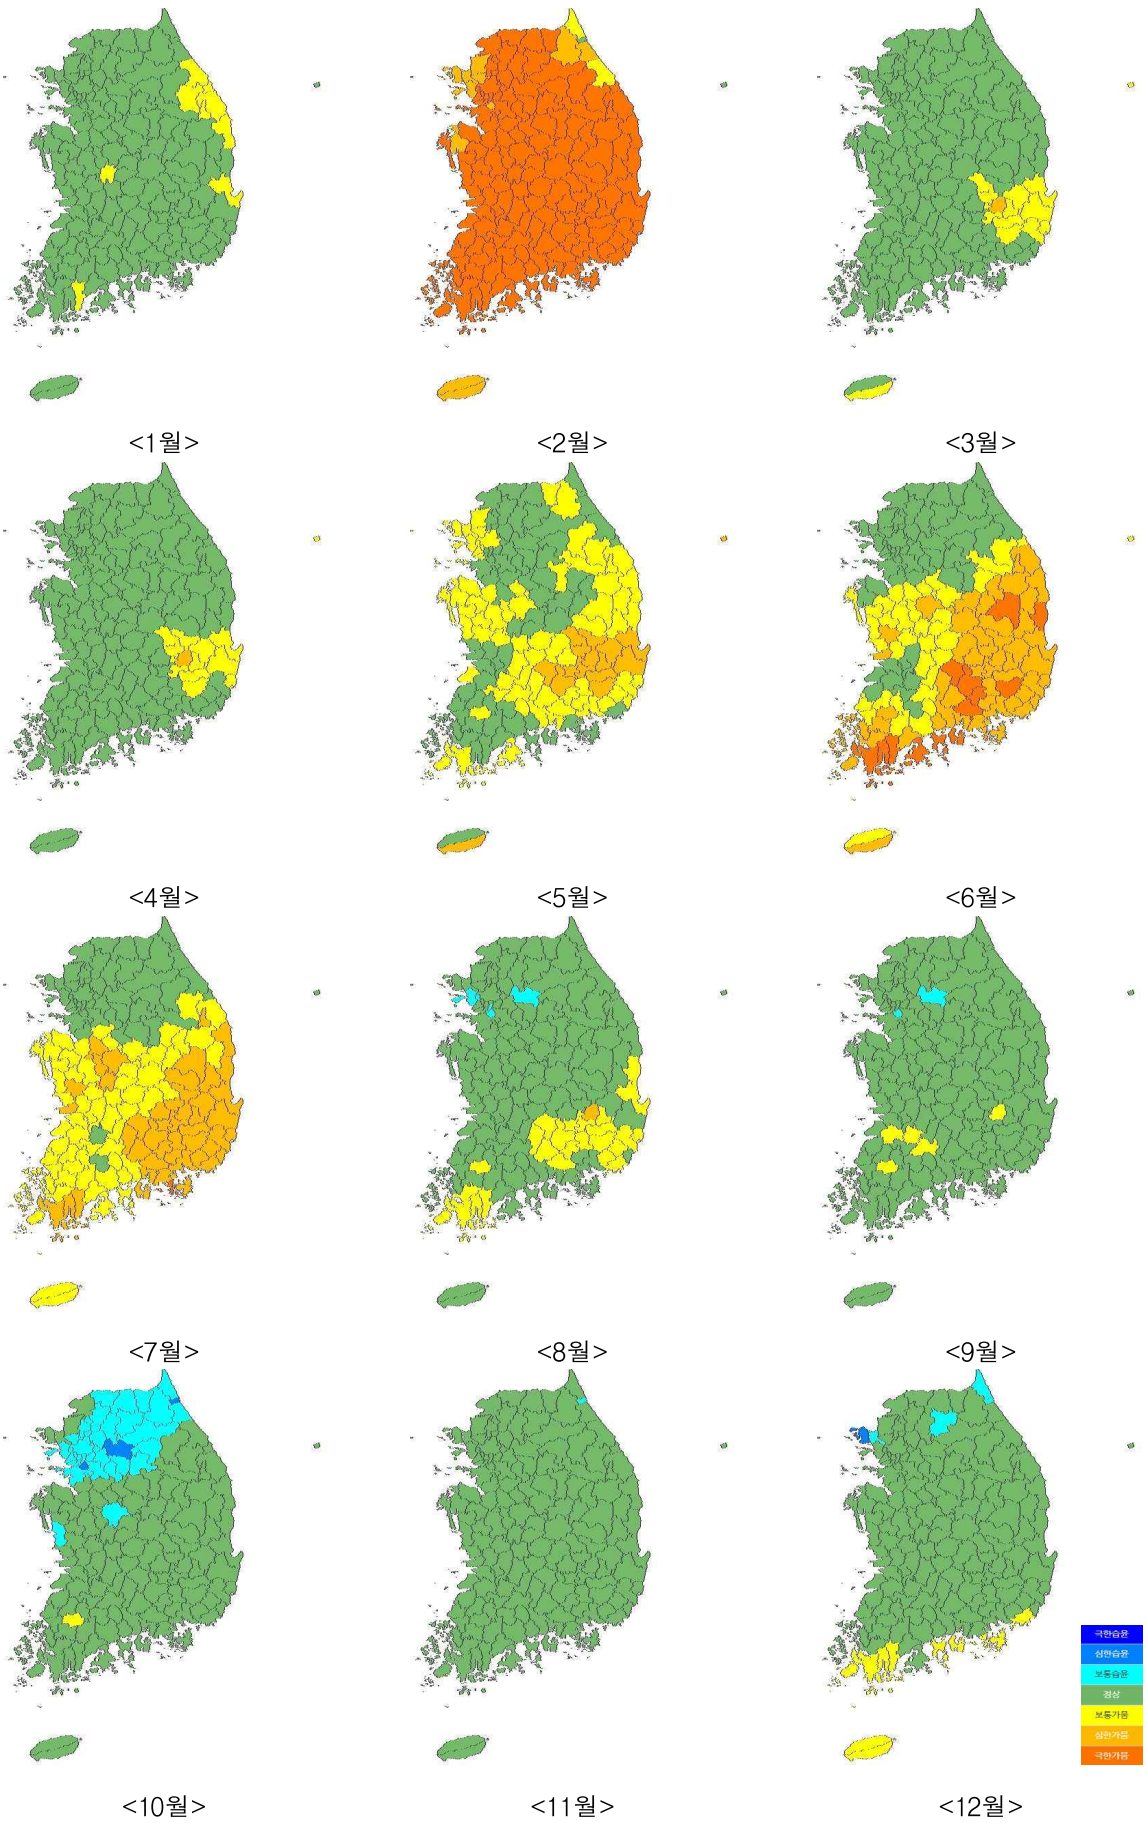 <1월>
<2월>
<3월>
<4월>
<5월>
<6월>
<7월>
<8월>
<9월>
<10월>
<11월>
<12월>
극한습윤
심한습윤
보통습윤
정상
보통가뭄
심한가뭄
극한가뭄